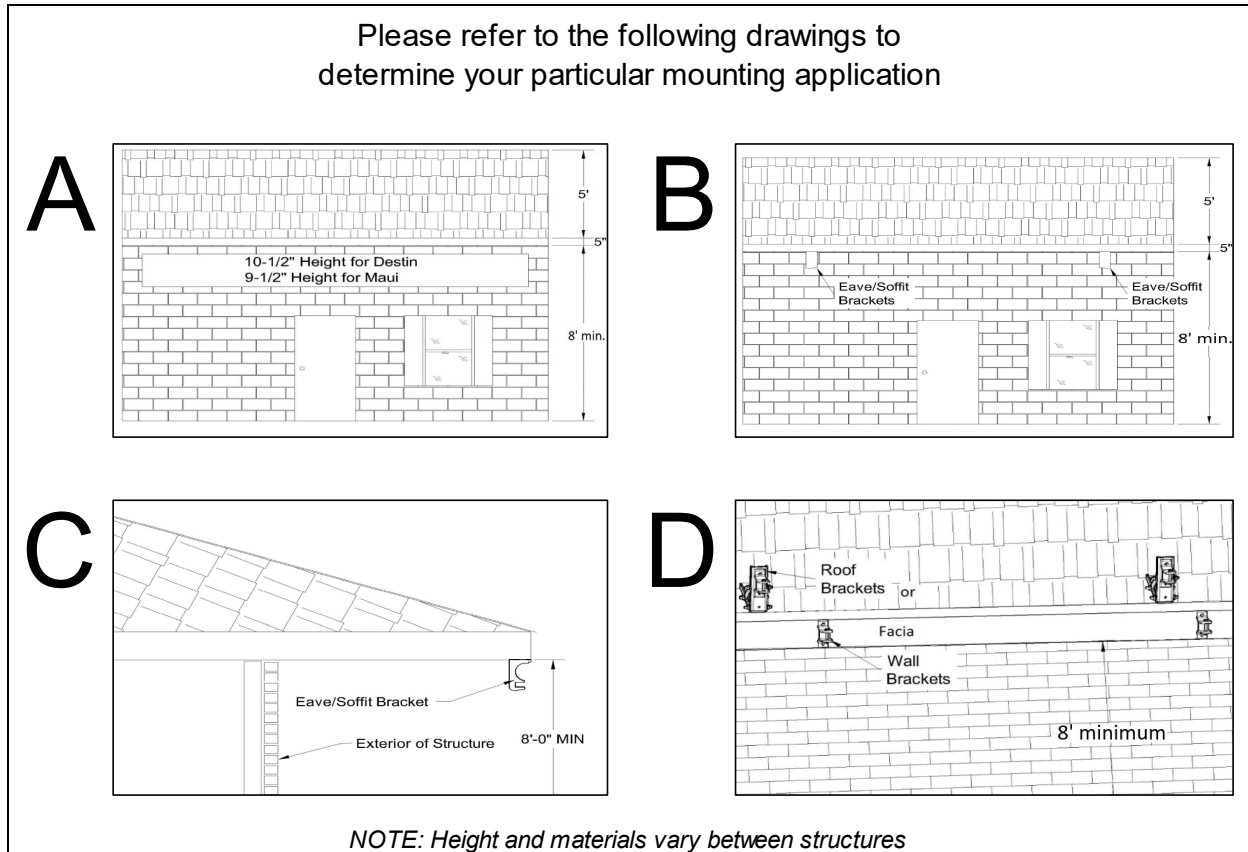 Please refer to the following drawings to
determine your particular mounting application
A
5'
5"
10-1/2" Height for Destin
9-1/2" Height for Maui
8' min.
B
5'
5"
Eave/Soffit
Brackets
Eave/Soffit
Brackets
8' min.
C
Eave/Soffit Bracket
Exterior of Structure
8'-0" MIN
D
Roof
Brackets or
Facia
Wall
Brackets
8' minimum
NOTE: Height and materials vary between structures